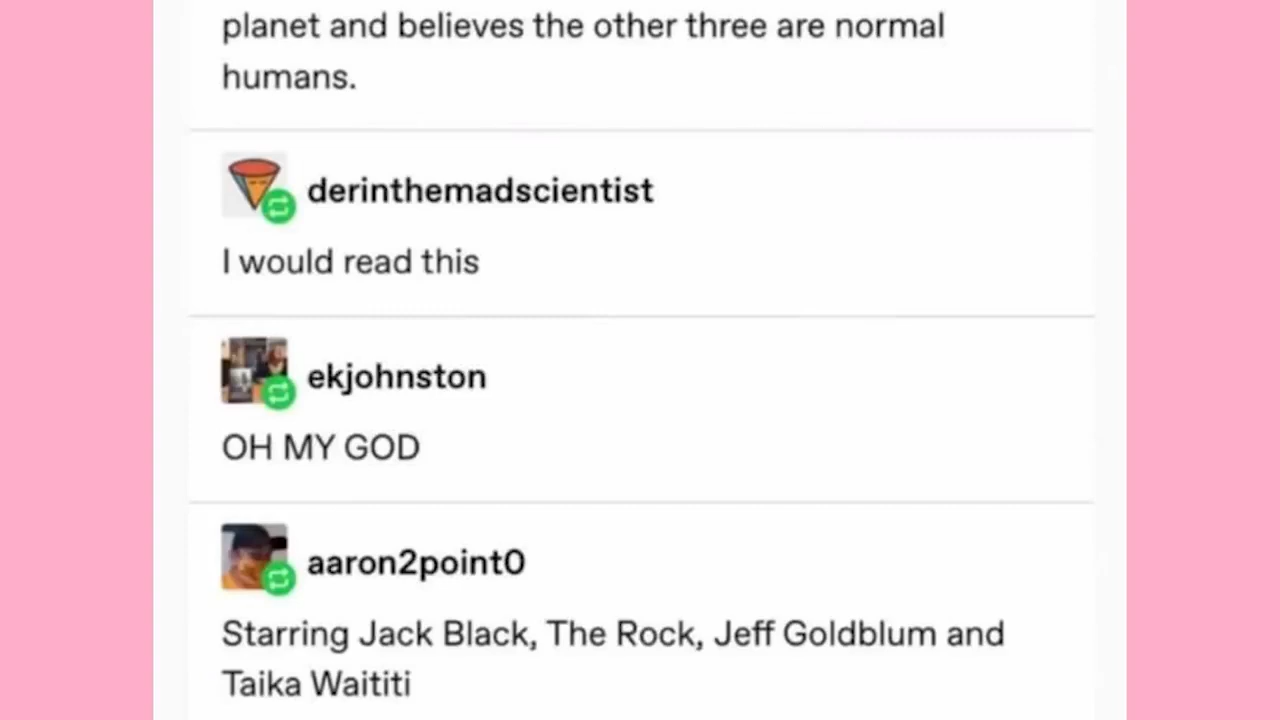 planet and believes the other three are normal
humans.
derinthemadscientist
I would read this
ekjohnston
OH MY GOD
aaron2point0
Starring Jack Black, The Rock, Jeff Goldblum and
Taika Waititi